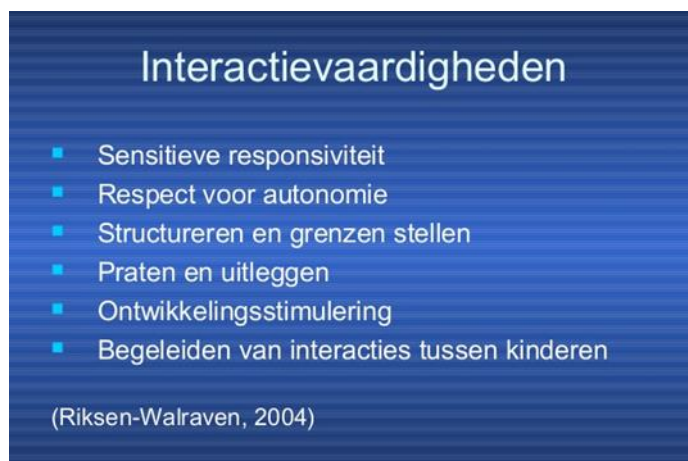 Interactievaardigheden
Sensitieve responsiviteit
Respect voor autonomie
Structureren en grenzen stellen
Praten en uitleggen
Ontwikkelingsstimulering
Begeleiden van interacties tussen kinderen
(Riksen-Walraven, 2004)